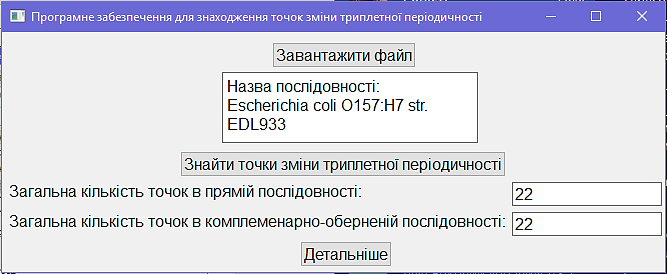 Програмне забезпечення для знаходження точок зміни триплетної періодичності
Завантажити файл
Назва послідовності:
Escherichia coli O157:H7 str.
EDL933
Знайти точки зміни триплетної періодичності
Загальна кількість точок в прямій послідовності: 22
Загальна кількість точок в комплеменарно-оберненій послідовності: 22
Детальніше